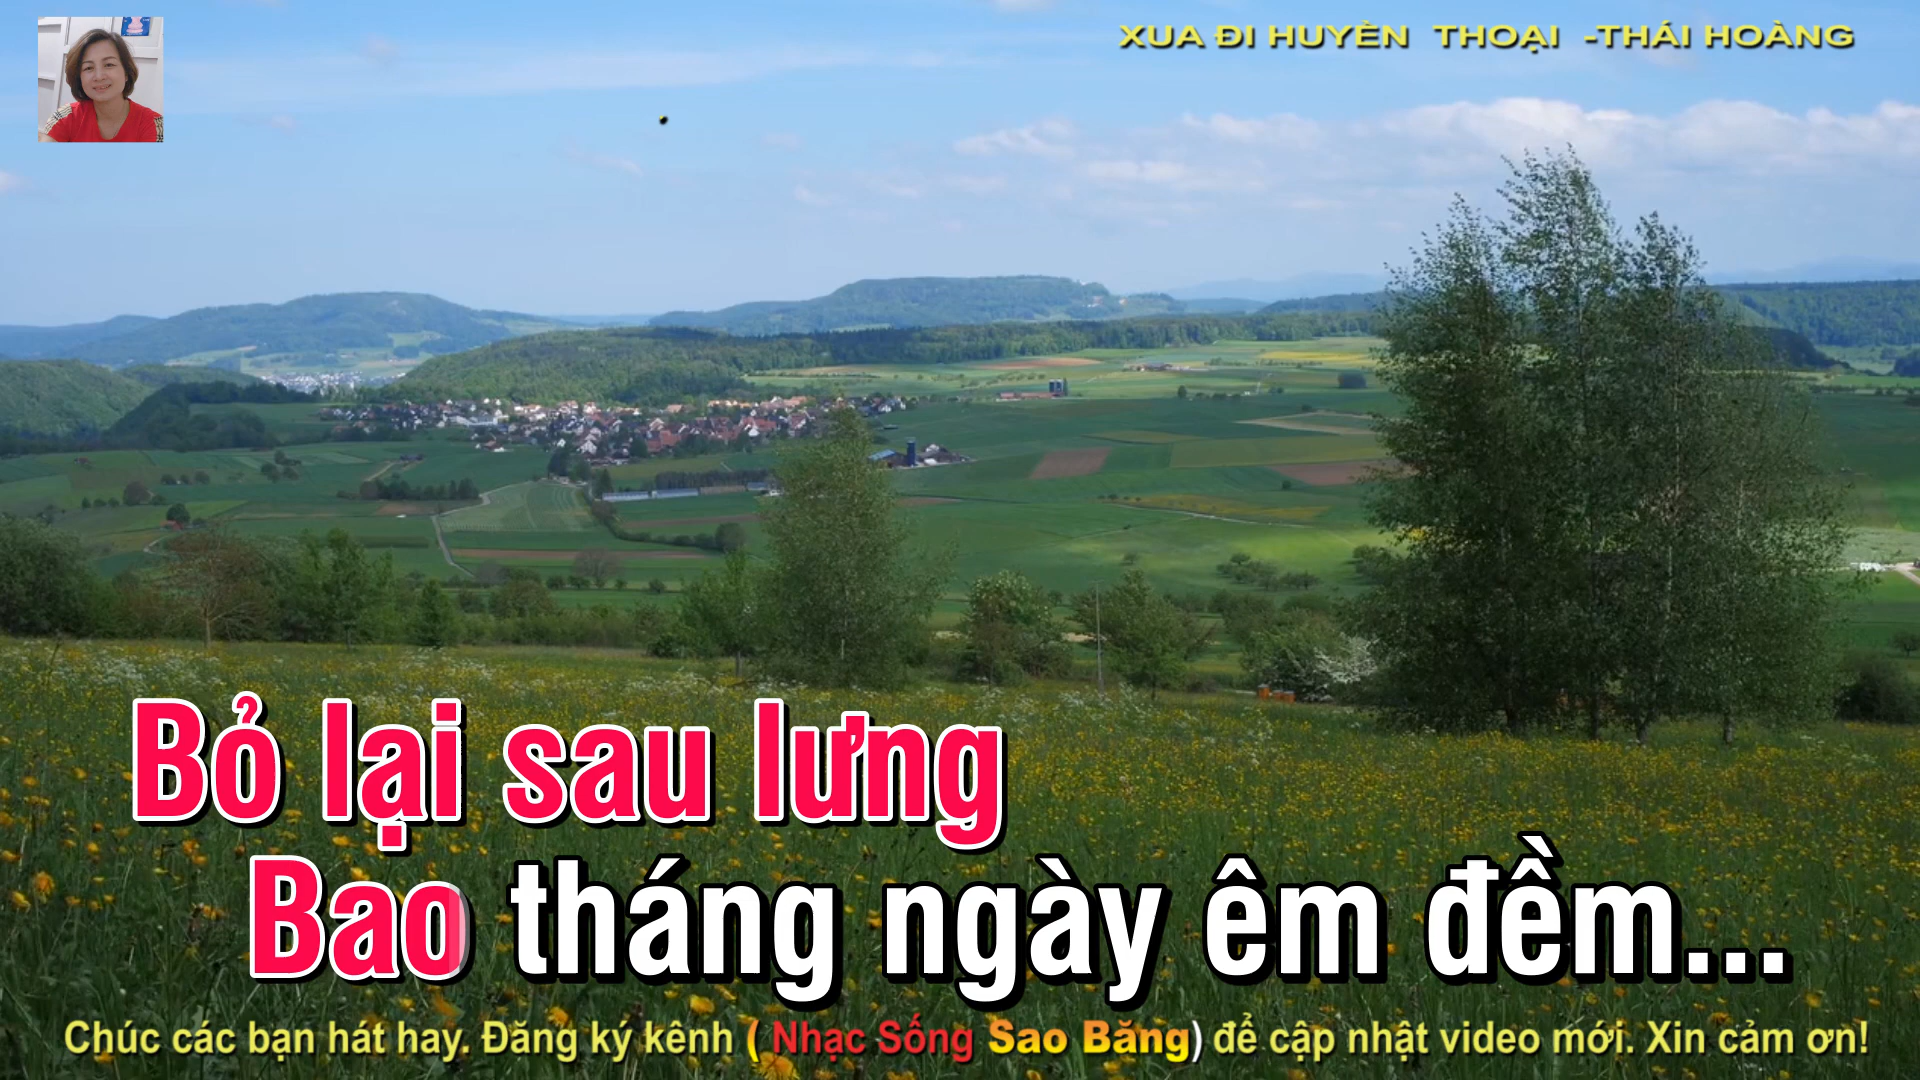 XUA ĐI HUYỀN THOẠI -THÁI HOÀNG
Bỏ lại sau lưng
Bao tháng ngày êm đềm...
Chúc các bạn hát hay. Đăng ký kênh ( Nhạc Sống Sao Băng) để cập nhật video mới. Xin cảm ơn!